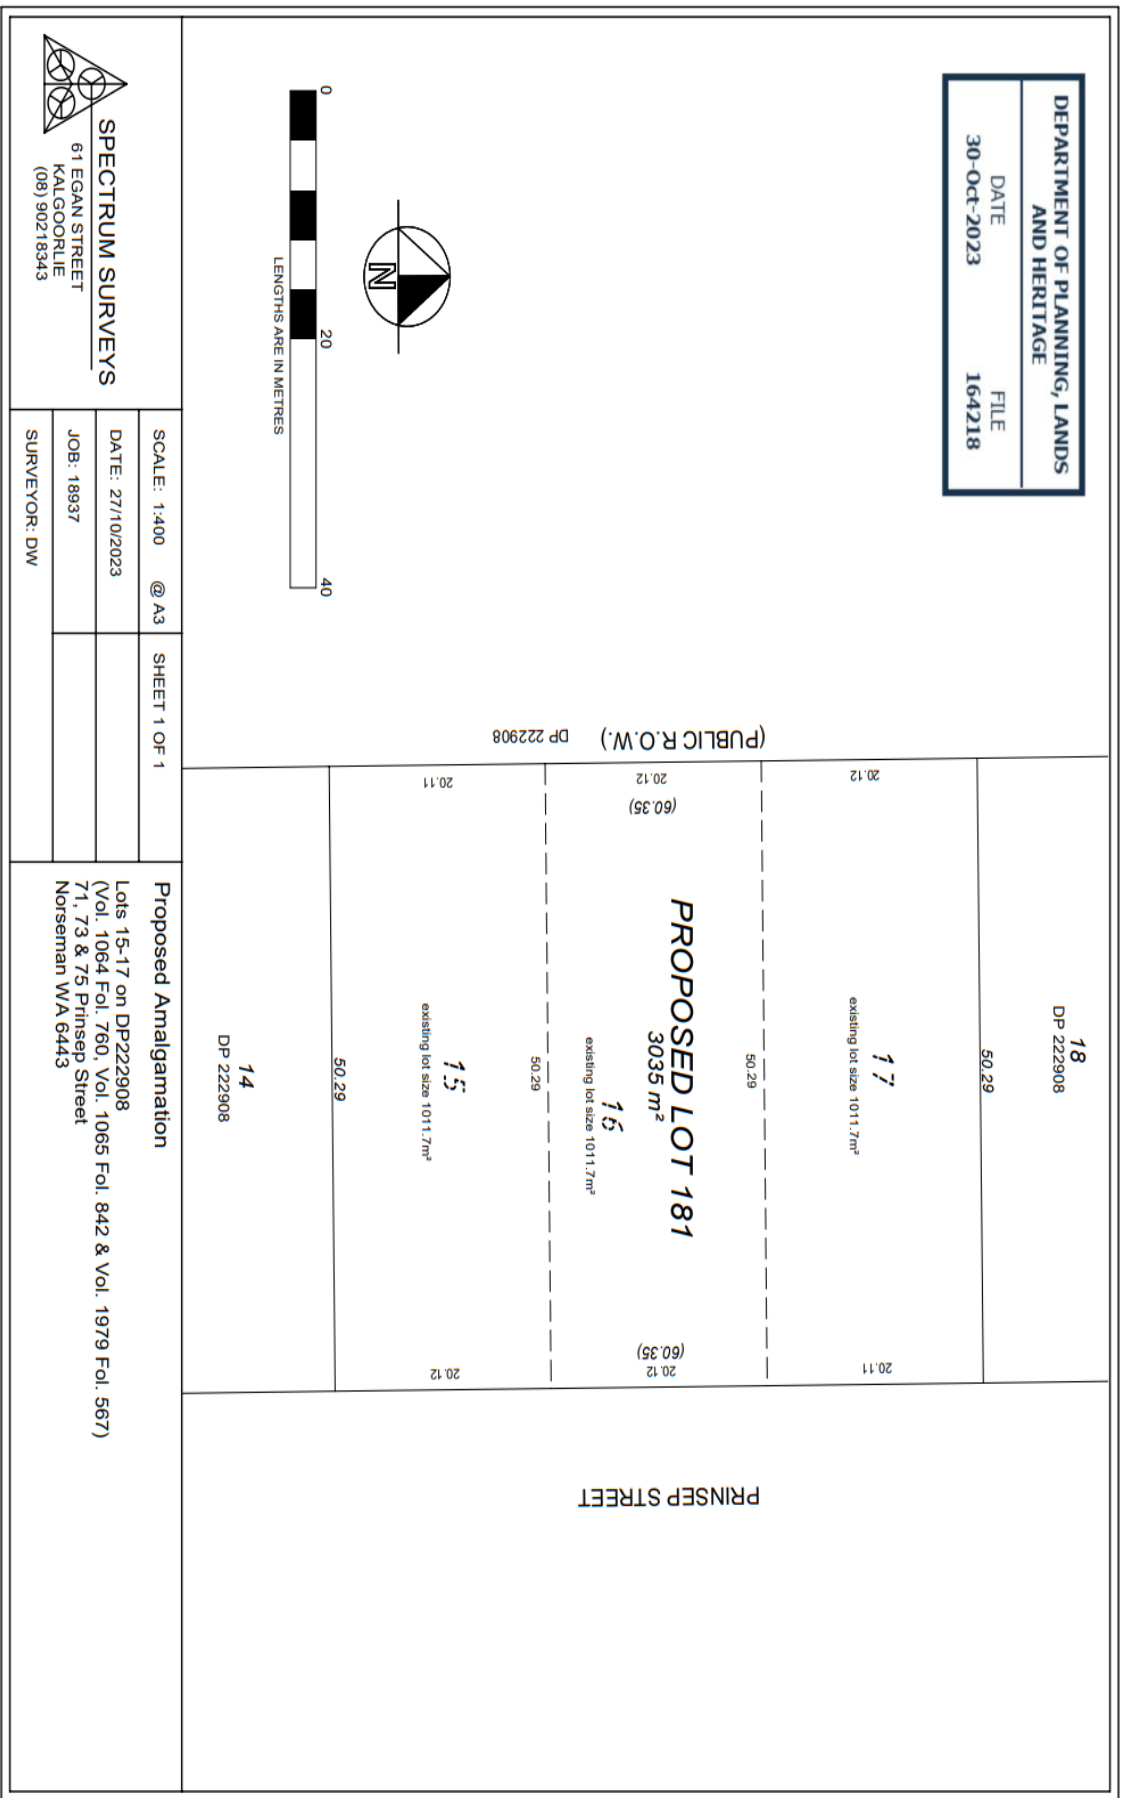 DEPARTMENT OF PLANNING, LANDS
AND HERITAGE
DATE FILE
30-Oct-2023 164218
0 20 40
LENGTHS ARE IN METRES
N
(PUBLIC R.O.W.) DP 222908
18
DP 222908
50.29
20.12
17
existing lot size 1011.7m²
20.11
50.29
20.12
(60.35)
PROPOSED LOT 181
3035 m²
16
existing lot size 1011.7m²
(60.35)
20.12
50.29
20.11
15
existing lot size 1011.7m²
20.12
50.29
14
DP 222908
PRINSEP STREET
SPECTRUM SURVEYS
61 EGAN STREET
KALGOORLIE
(08) 90218343
SCALE: 1:400 @ A3 SHEET 1 OF 1
DATE: 27/10/2023
JOB: 18937
SURVEYOR: DW
Proposed Amalgamation
Lots 15-17 on DP222908
(Vol. 1064 Fol. 760, Vol. 1065 Fol. 842 & Vol. 1979 Fol. 567)
71, 73 & 75 Prinsep Street
Norseman WA 6443